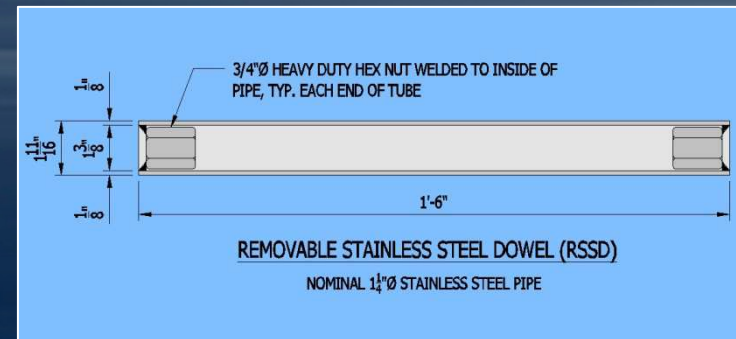 3/4"Ø HEAVY DUTY HEX NUT WELDED TO INSIDE OF
PIPE, TYP. EACH END OF TUBE
1/8"
1 11/16"
1 3/8"
1/8"
1'-6"
REMOVABLE STAINLESS STEEL DOWEL (RSSD)
NOMINAL 1 1/4"Ø STAINLESS STEEL PIPE